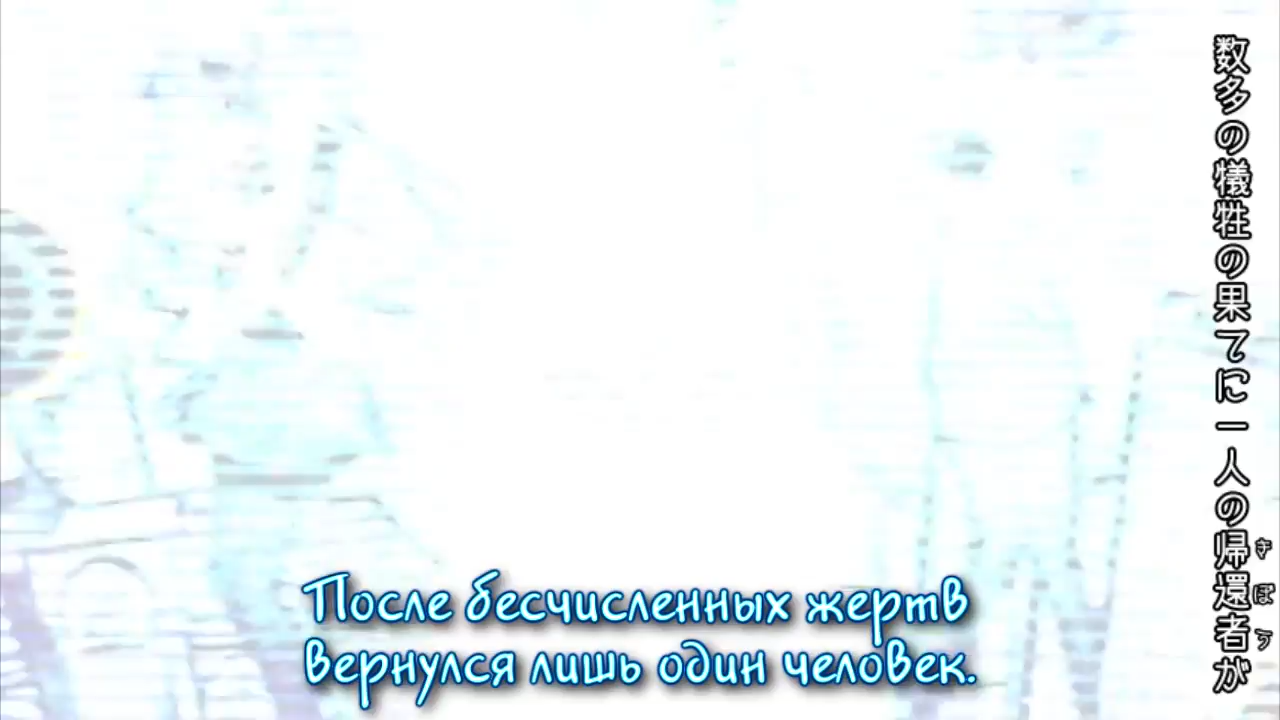 数多の犠牲の果てに一人の帰還者が
きぼう
После бесчисленных жертв
вернулся лишь один человек.